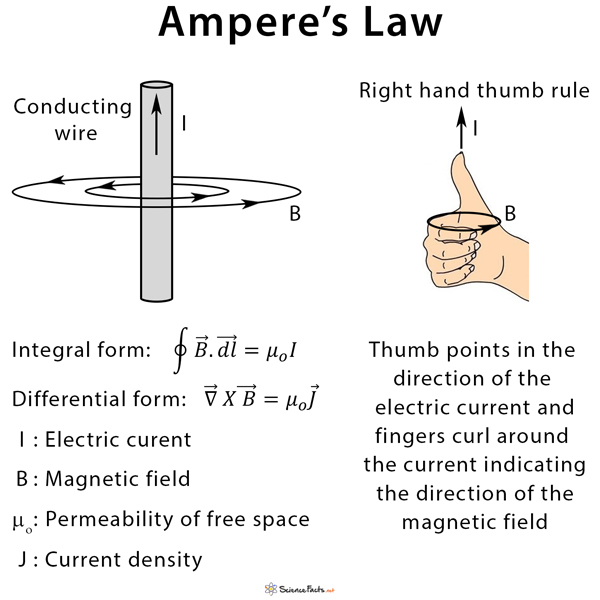 Ampere's Law
Conducting
wire
I
B
Right hand thumb rule
I
B
Integral form: ∮ B⃗. d⃗l = μₒI
Differential form: ∇⃗ X B⃗ = μₒJ⃗
I : Electric curent
B : Magnetic field
μₒ: Permeability of free space
J : Current density
Thumb points in the
direction of the
electric current and
fingers curl around
the current indicating
the direction of the
magnetic field
ScienceFacts.net